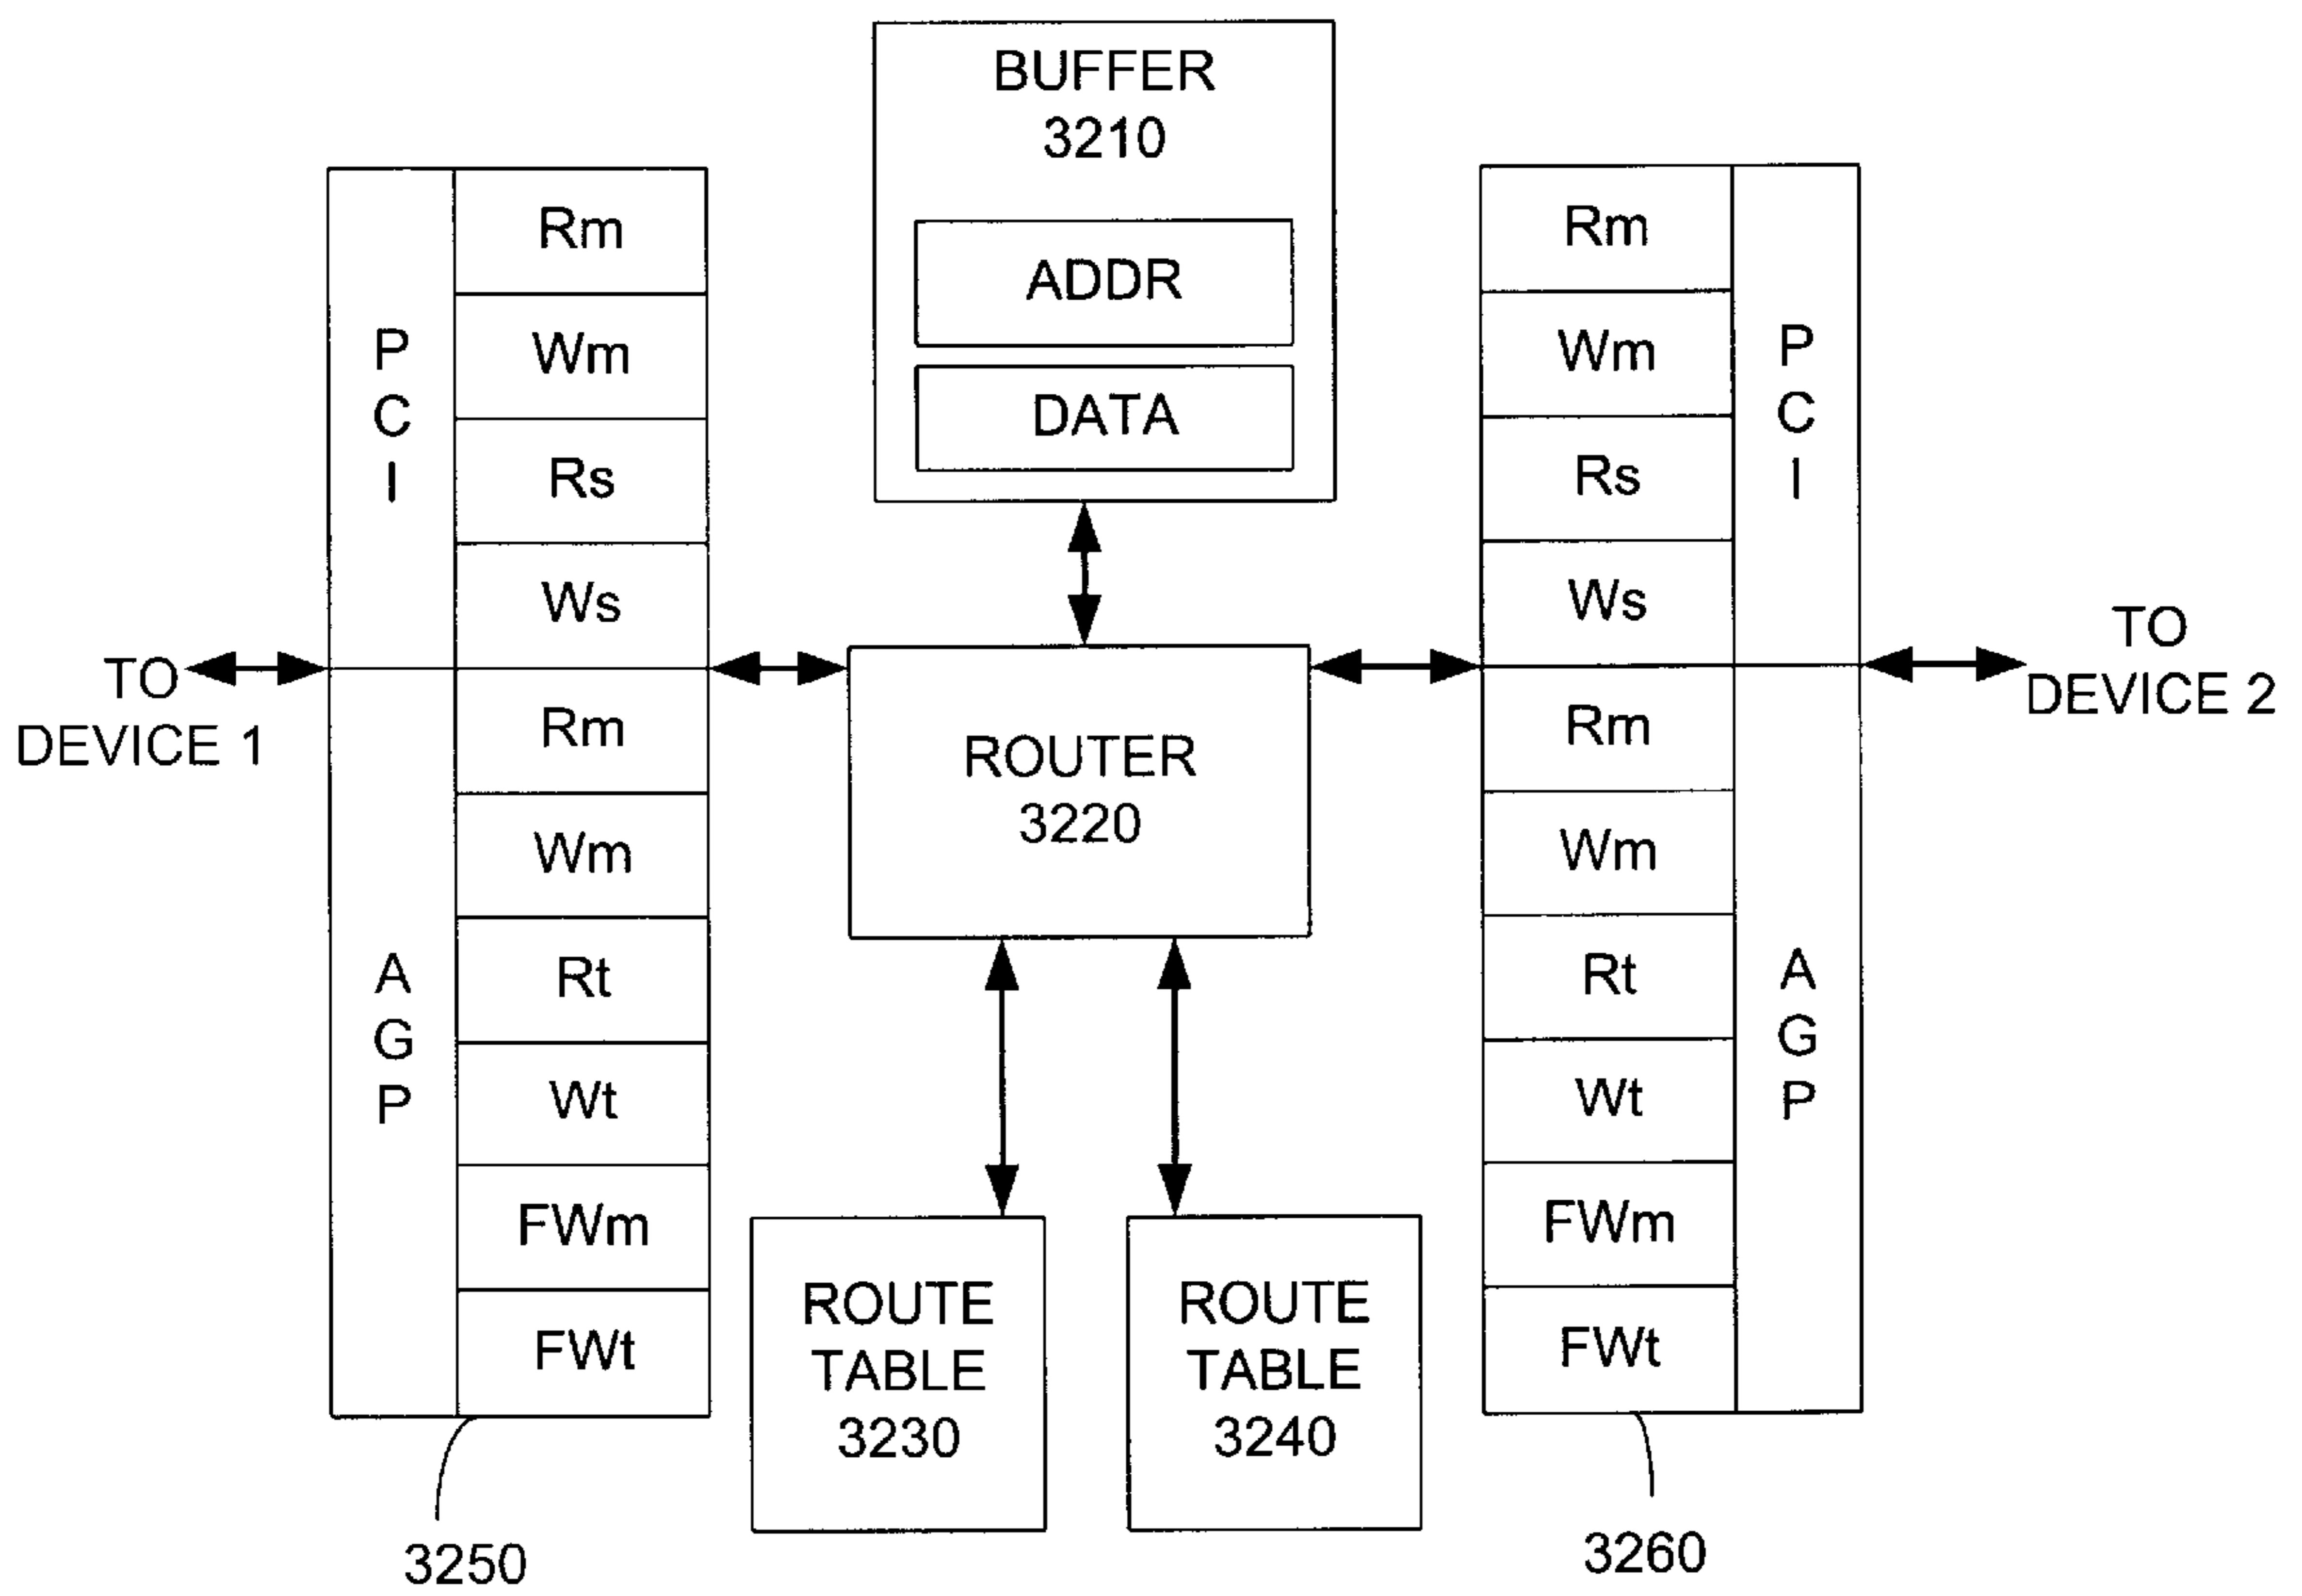 BUFFER
3210
ADDR
DATA
P
C
I
A
G
P
Rm
Wm
Rs
Ws
Rm
Wm
Rt
Wt
FWm
FWt
3250
TO
DEVICE 1
ROUTER
3220
ROUTE
TABLE
3230
ROUTE
TABLE
3240
Rm
Wm
Rs
Ws
Rm
Wm
Rt
Wt
FWm
FWt
P
C
I
A
G
P
3260
TO
DEVICE 2